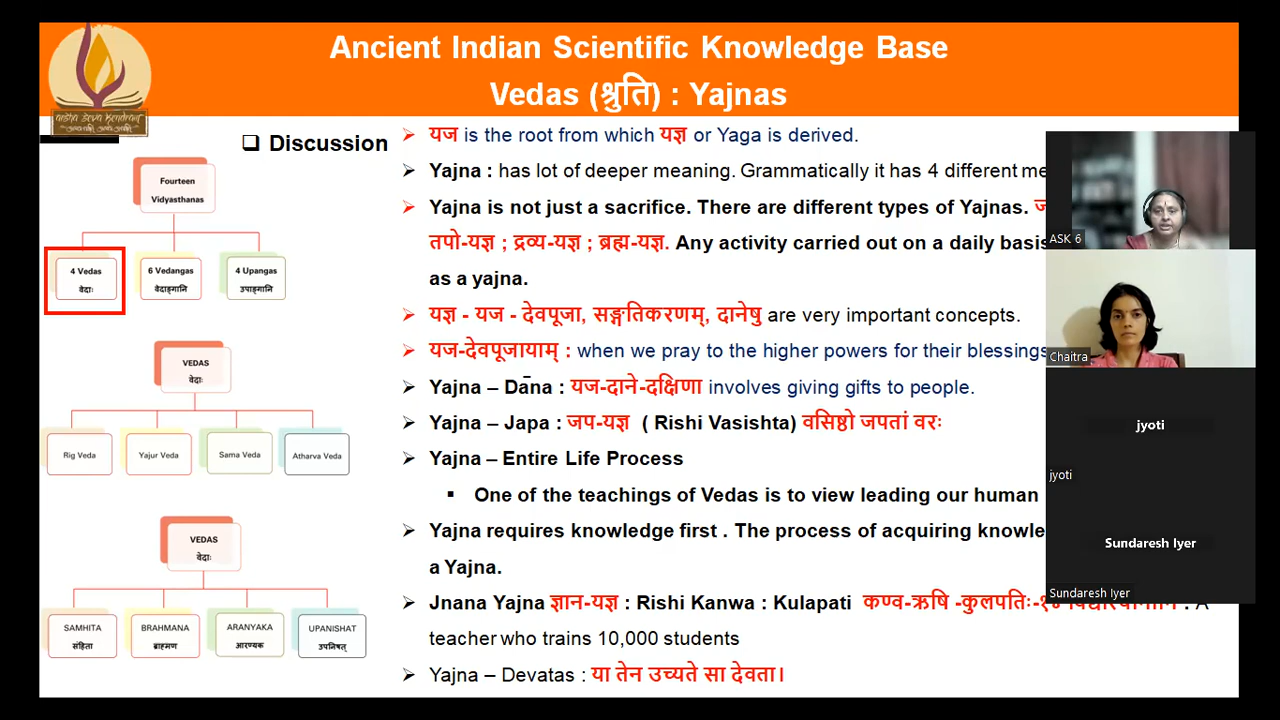 Ancient Indian Scientific Knowledge Base
Vedas (श्रुति) : Yajnas
arsha seva kendram
Discussion
Fourteen
Vidyasthanas
4 Vedas
वेदाः
6 Vedangas
वेदाङ्गानि
4 Upangas
उपाङ्गानि
VEDAS
वेदाः
Rig Veda
Yajur Veda
Sama Veda
Atharva Veda
VEDAS
वेदाः
SAMHITA
संहिता
BRAHMANA
ब्राह्मण
ARANYAKA
आरण्यक
UPANISHAT
उपनिषत्
यज is the root from which यज्ञ or Yaga is derived.
Yajna : has lot of deeper meaning. Grammatically it has 4 different me
Yajna is not just a sacrifice. There are different types of Yajnas.
तपो-यज्ञ ; द्रव्य-यज्ञ ; ब्रह्म-यज्ञ. Any activity carried out on a daily basis
as a yajna.
यज्ञ - यज - देवपूजा, सङ्गतिकरणम्, दानेषु are very important concepts.
यज-देवपूजायाम् : when we pray to the higher powers for their blessings
Yajna – Dāna : यज-दाने-दक्षिणा involves giving gifts to people.
Yajna – Japa : जप-यज्ञ ( Rishi Vasishta) वसिष्ठो जपतां वरः
Yajna – Entire Life Process
One of the teachings of Vedas is to view leading our human
Yajna requires knowledge first . The process of acquiring knowle
a Yajna.
Jnana Yajna ज्ञान-यज्ञ : Rishi Kanwa : Kulapati कण्व-ऋषि -कुलपतिः : A
teacher who trains 10,000 students
Yajna – Devatas : या तेन उच्यते सा देवता।
ASK 6
Chaitra
jyoti
jyoti
Sundaresh Iyer
Sundaresh Iyer